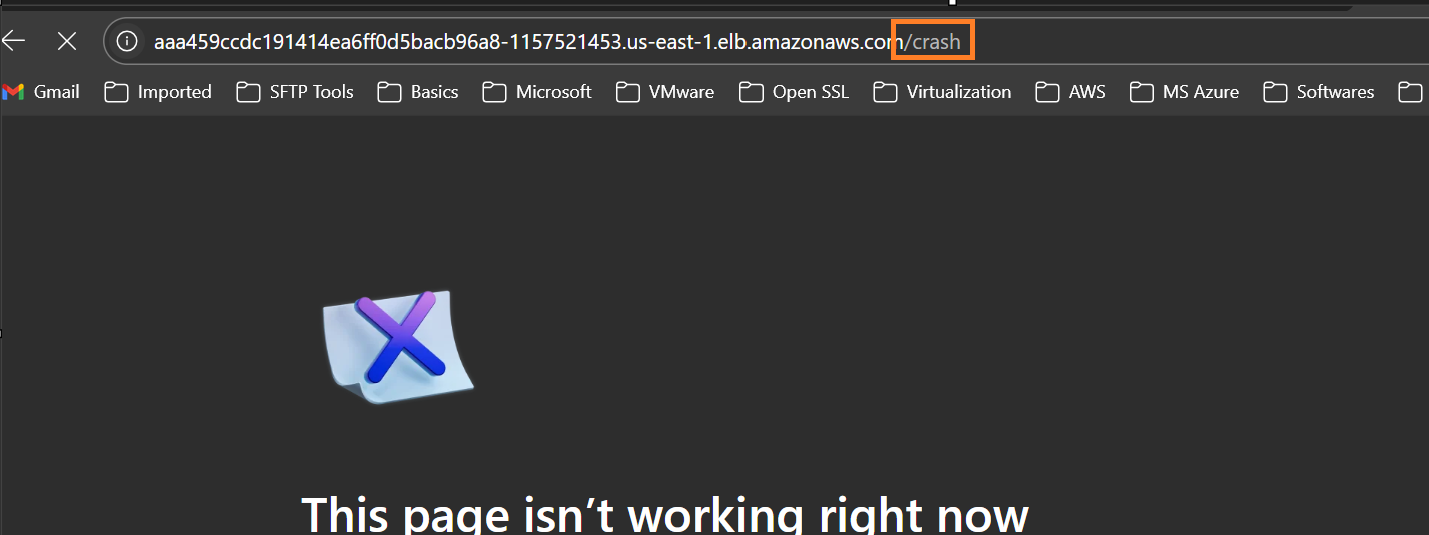 aaa459ccdc191414ea6ff0d5bacb96a8-1157521453.us-east-1.elb.amazonaws.com/crash
Gmail Imported SFTP Tools Basics Microsoft VMware Open SSL Virtualization AWS MS Azure Softwares
This page isn’t working right now